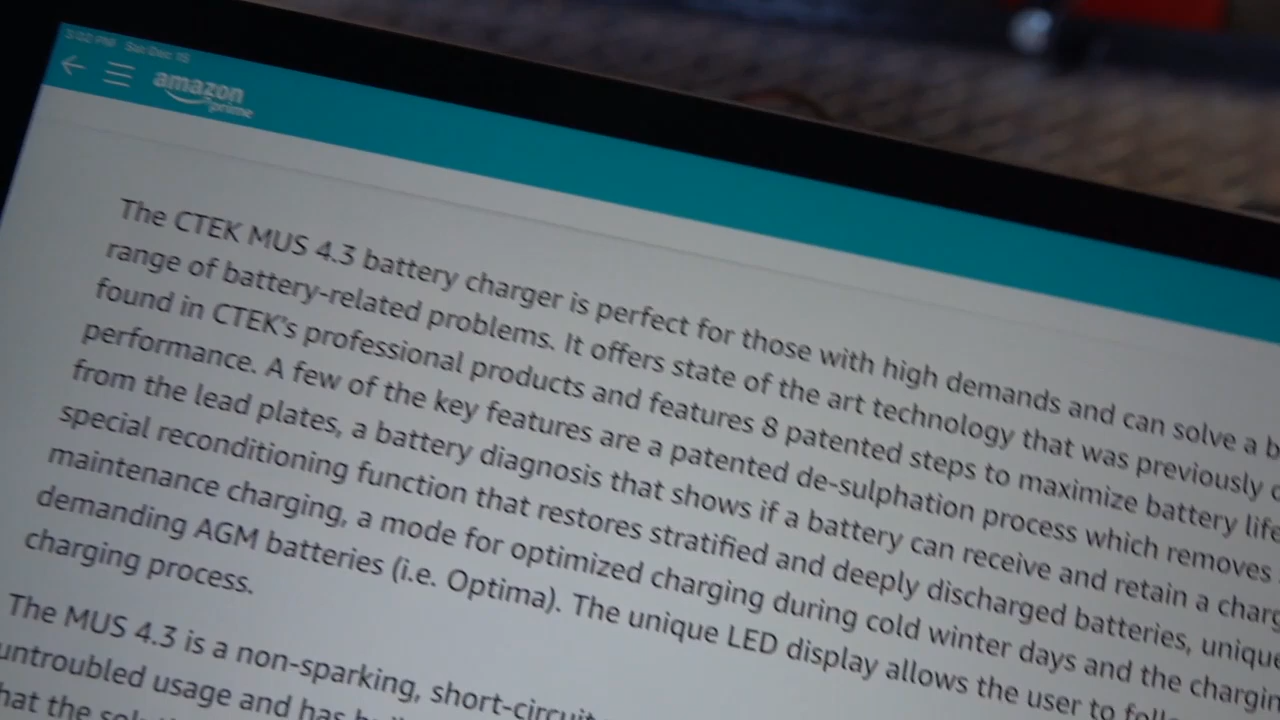 3:02 PM Sat Dec 15
amazon
prime
The CTEK MUS 4.3 battery charger is perfect for those with high demands and can solve a
range of battery-related problems. It offers state of the art technology that was previously
found in CTEK's professional products and features 8 patented steps to maximize battery life
performance. A few of the key features are a patented de-sulphation process which removes
from the lead plates, a battery diagnosis that shows if a battery can receive and retain a
special reconditioning function that restores stratified and deeply discharged batteries,
maintenance charging, a mode for optimized charging during cold winter days and the
demanding AGM batteries (i.e. Optima). The unique LED display allows the user to
charging process.
The MUS 4.3 is a non-sparking,
untroubled usage and has